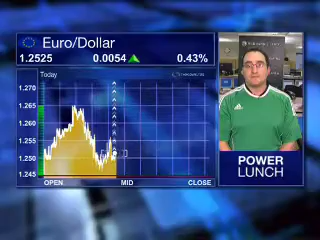 Euro/Dollar
1.2525 0.0054 0.43%
Today
1.270
1.265
1.260
1.255
1.250
1.245
OPEN MID CLOSE
POWER
LUNCH